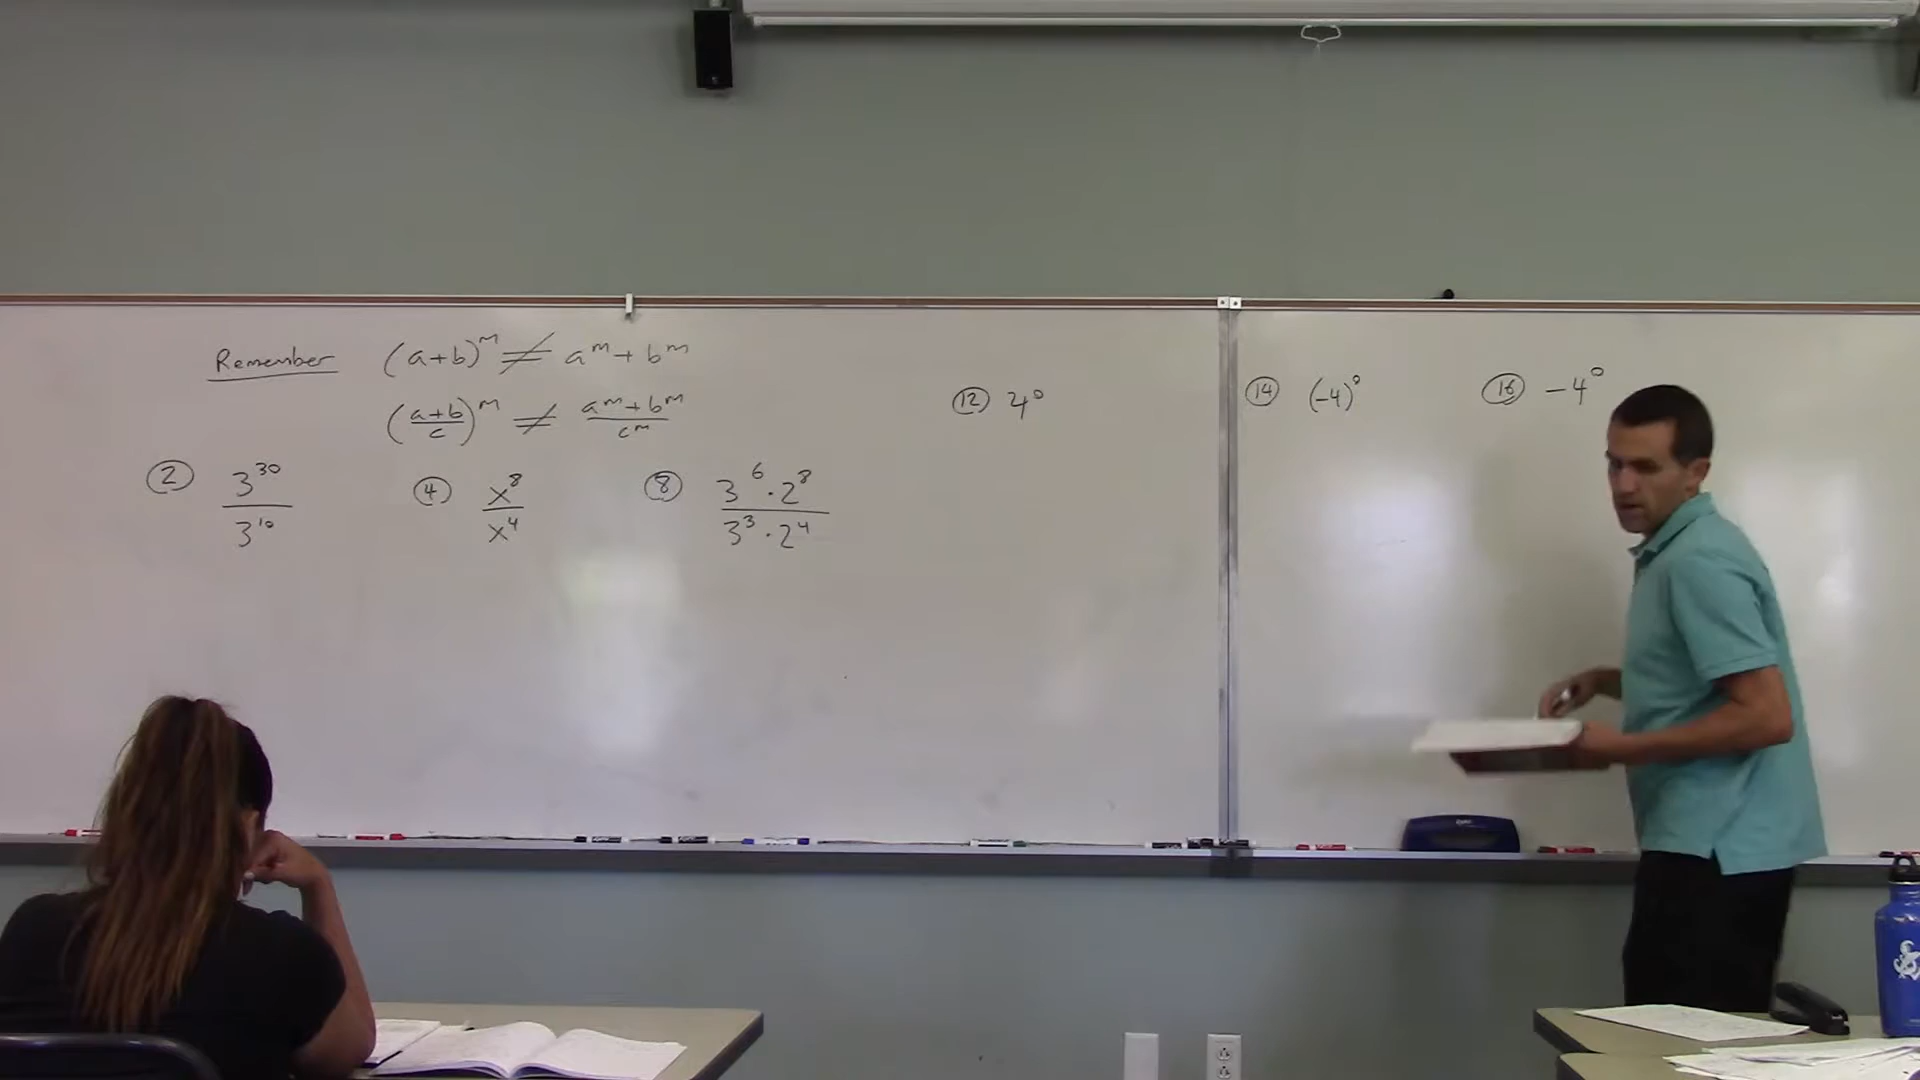 Remember (a+b)^m ≠ a^m + b^m
((a+b)/c)^m ≠ (a^m + b^m)/c^m
② 3^30/3^10 ④ x^8/x^4 ⑧ (3^6 · 2^8)/(3^3 · 2^4)
⑫ 4^0 ⑭ (-4)^0 ⑯ -4^0